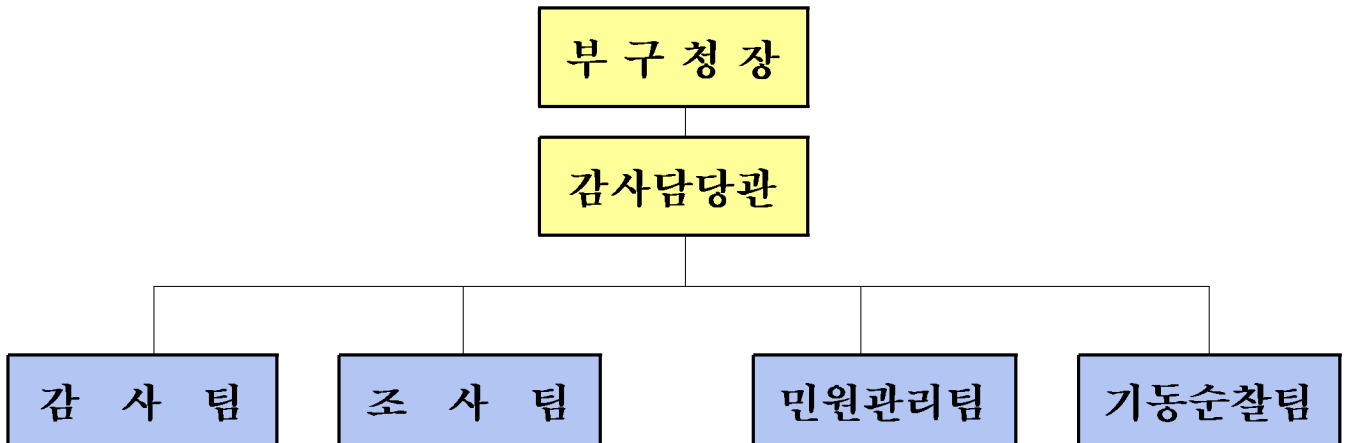 부 구 청 장
감사담당관
감 사 팀
조 사 팀
민원관리팀
기동순찰팀